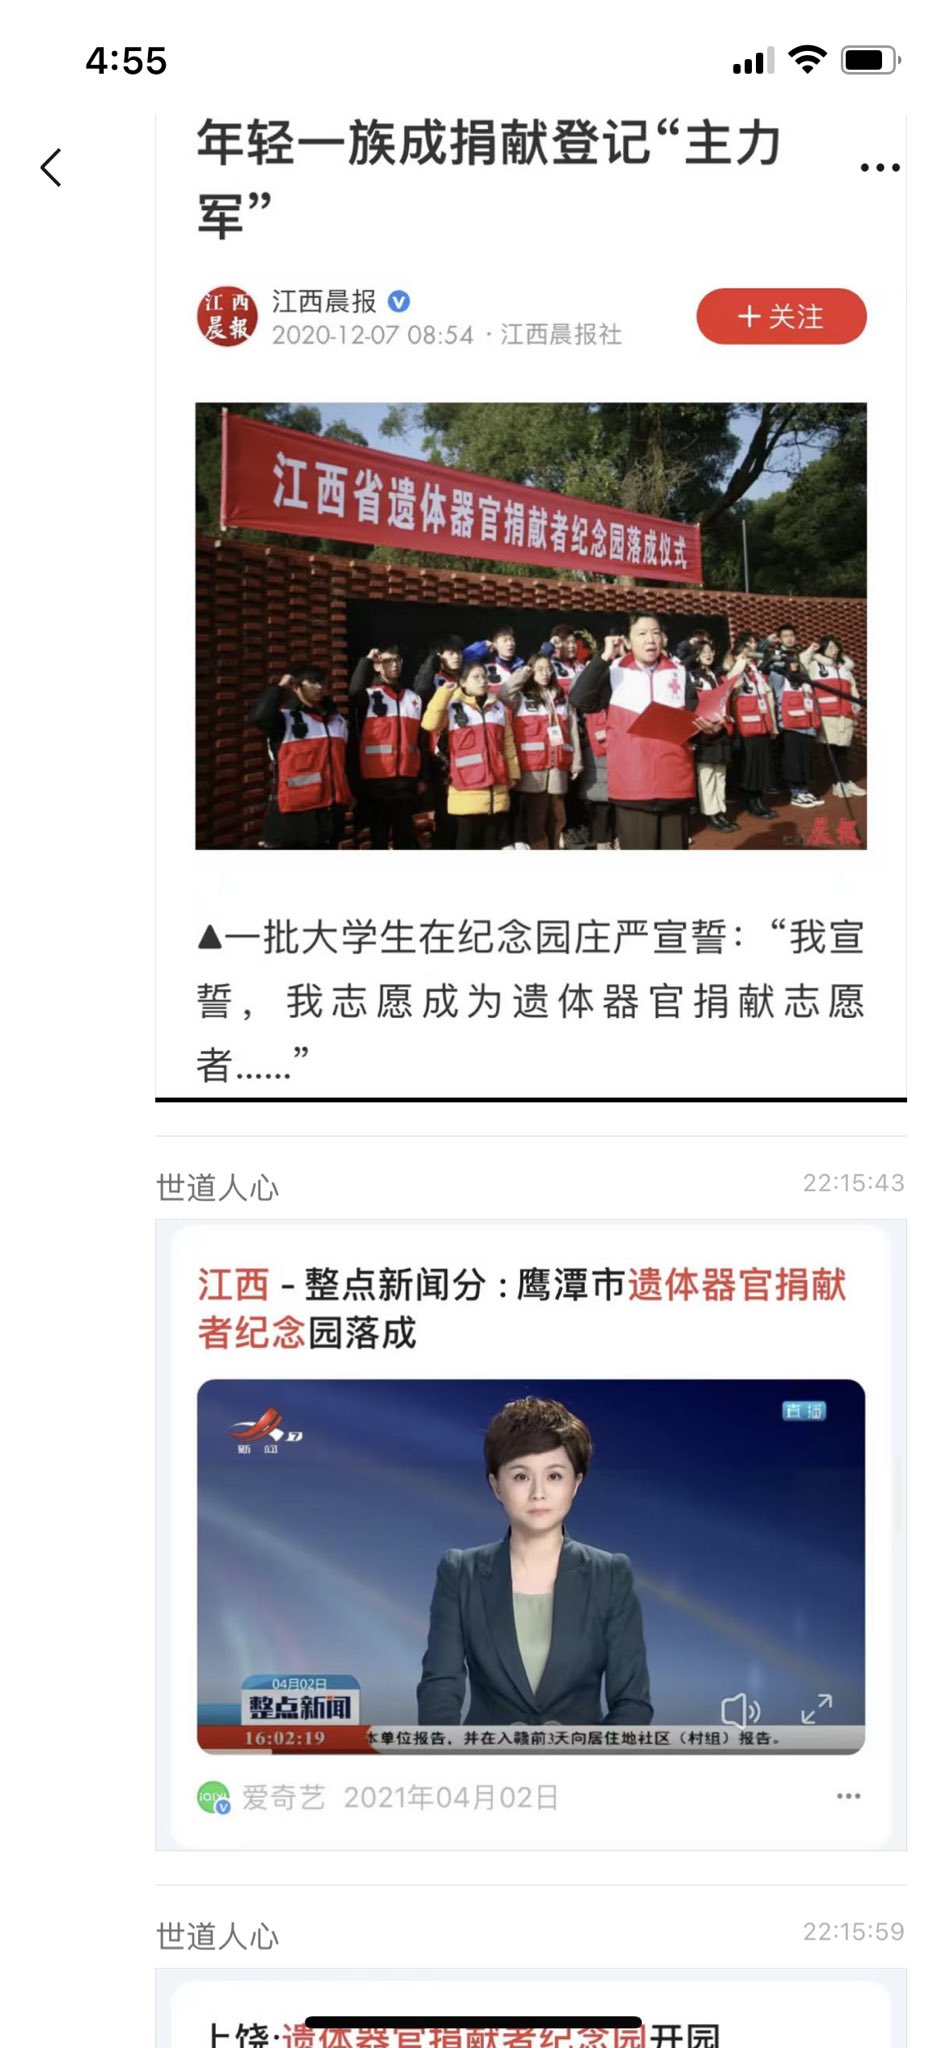 4:55
年轻一族成捐献登记“主力
军”
江西
晨報
江西晨报
2020-12-07 08:54 · 江西晨报社
+关注
江西省遗体器官捐献者纪念园落成仪式
晨報
▲一批大学生在纪念园庄严宣誓：“我宣
誓，我志愿成为遗体器官捐献志愿
者……”
世道人心
22:15:43
江西 - 整点新闻分 : 鹰潭市遗体器官捐献
者纪念园落成
直播
新闻
04月02日
整点新闻
16:02:19
本单位报告，并在入赣前3天向居住地社区（村组）报告。
iQIYI
爱奇艺 2021年04月02日
世道人心
22:15:59
上饶·遗体器官捐献者纪念园开园